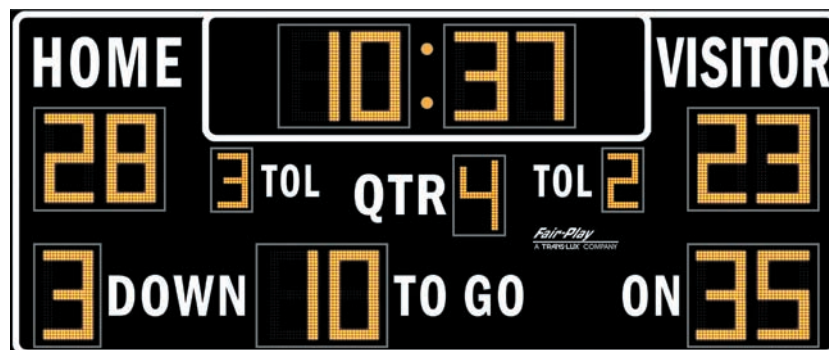 HOME 10:37 VISITOR
28 23
3 TOL QTR 4 TOL 2
Fair-Play
A TRANS-LUX COMPANY
3 DOWN 10 TO GO ON 35